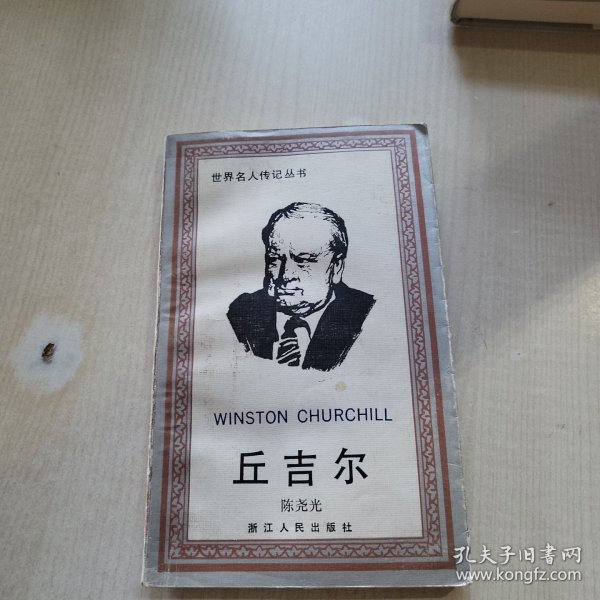 世界名人传记丛书
WINSTON CHURCHILL
丘吉尔
陈尧光
浙江人民出版社
孔夫子旧书网
www.kongfz.com